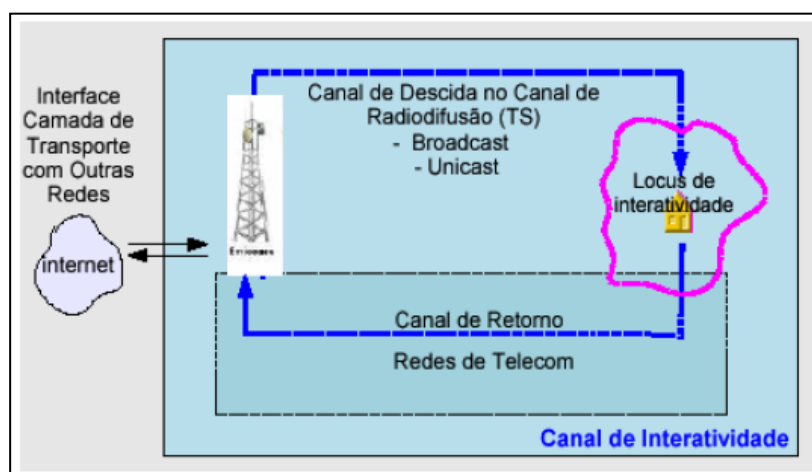 Interface
Camada de
Transporte
com Outras
Redes
internet
Canal de Descida no Canal de
Radiodifusão (TS)
- Broadcast
- Unicast
Locus de
interatividade
Canal de Retorno
Redes de Telecom
Canal de Interatividade